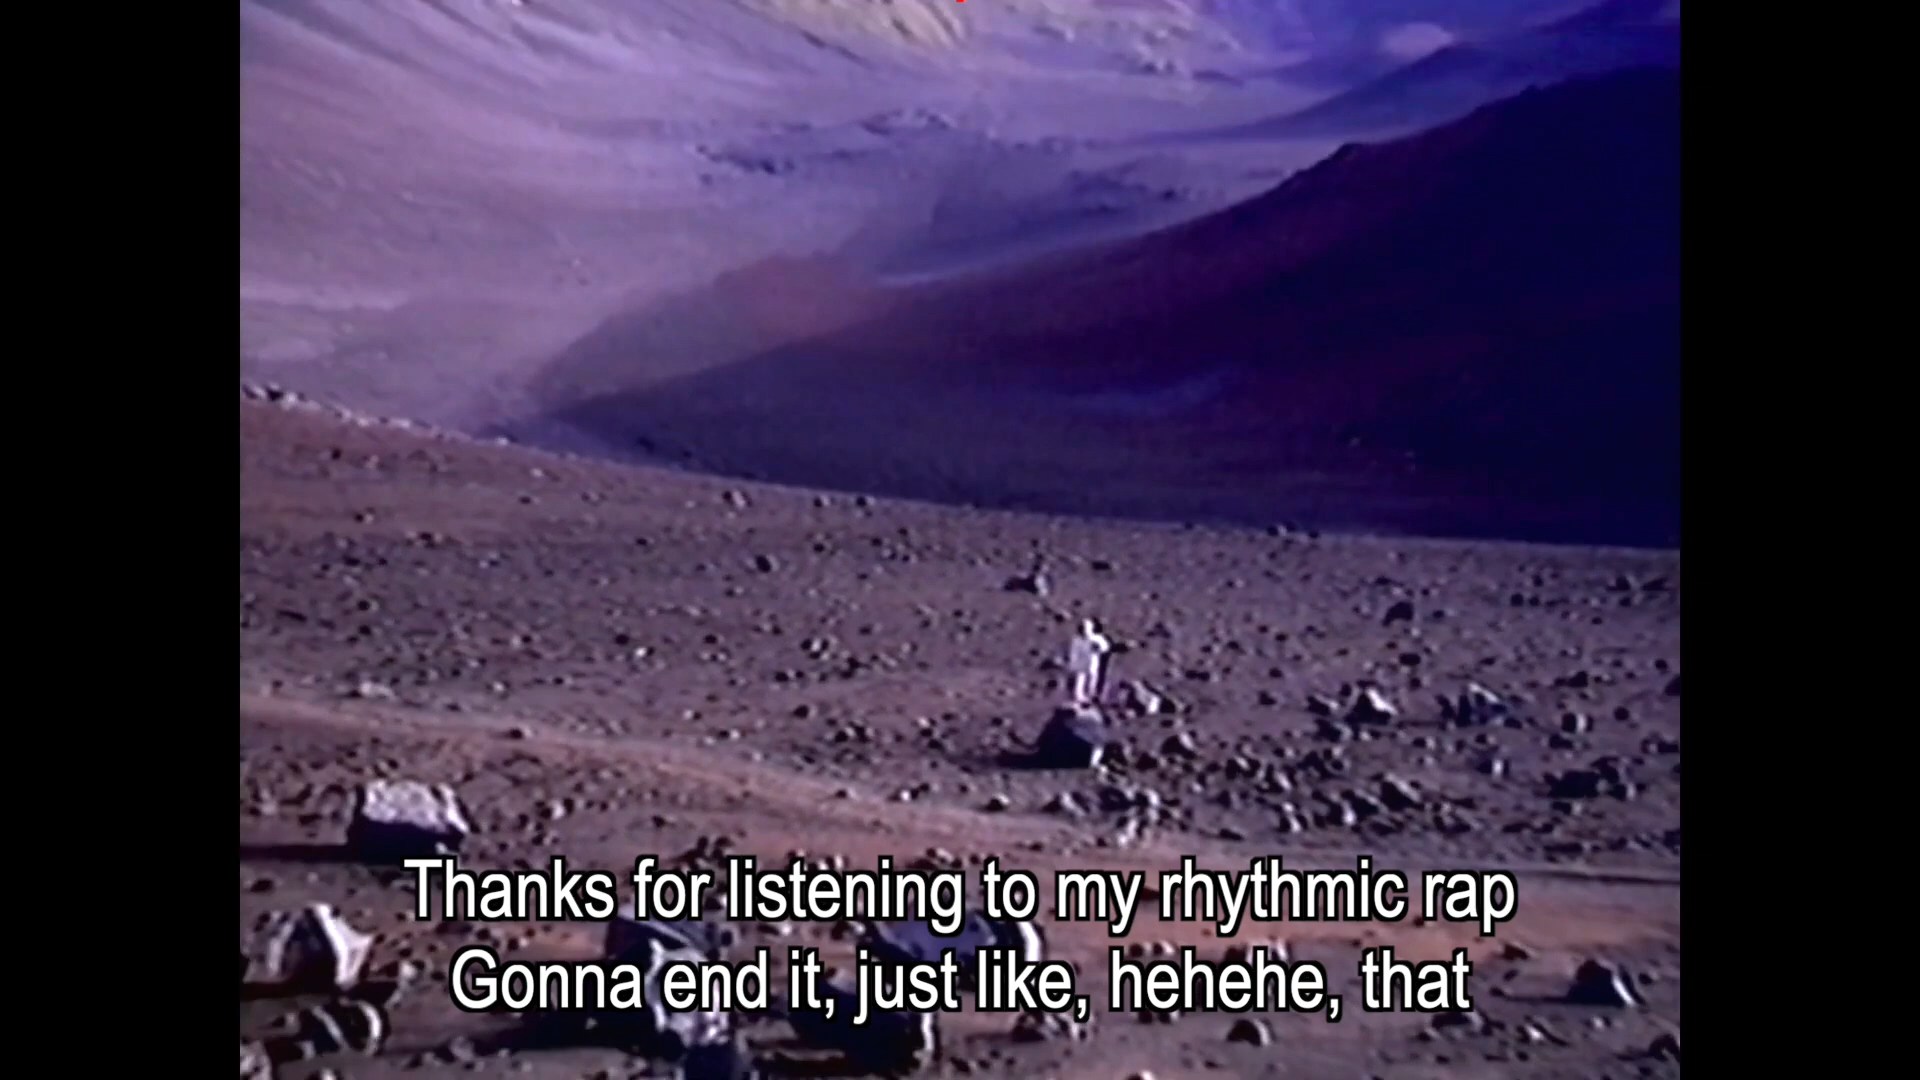 Thanks for listening to my rhythmic rap
Gonna end it, just like, hehehe, that